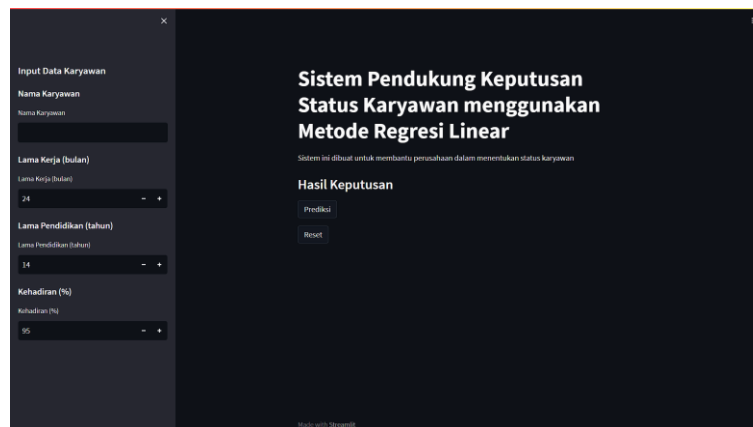 Input Data Karyawan
Nama Karyawan
Nama Karyawan
Lama Kerja (bulan)
Lama Kerja (bulan)
24 - +
Lama Pendidikan (tahun)
Lama Pendidikan (tahun)
14 - +
Kehadiran (%)
Kehadiran (%)
95 - +
Sistem Pendukung Keputusan
Status Karyawan menggunakan
Metode Regresi Linear
Sistem ini dibuat untuk membantu perusahaan dalam menentukan status karyawan
Hasil Keputusan
Prediksi
Reset
Made with Streamlit